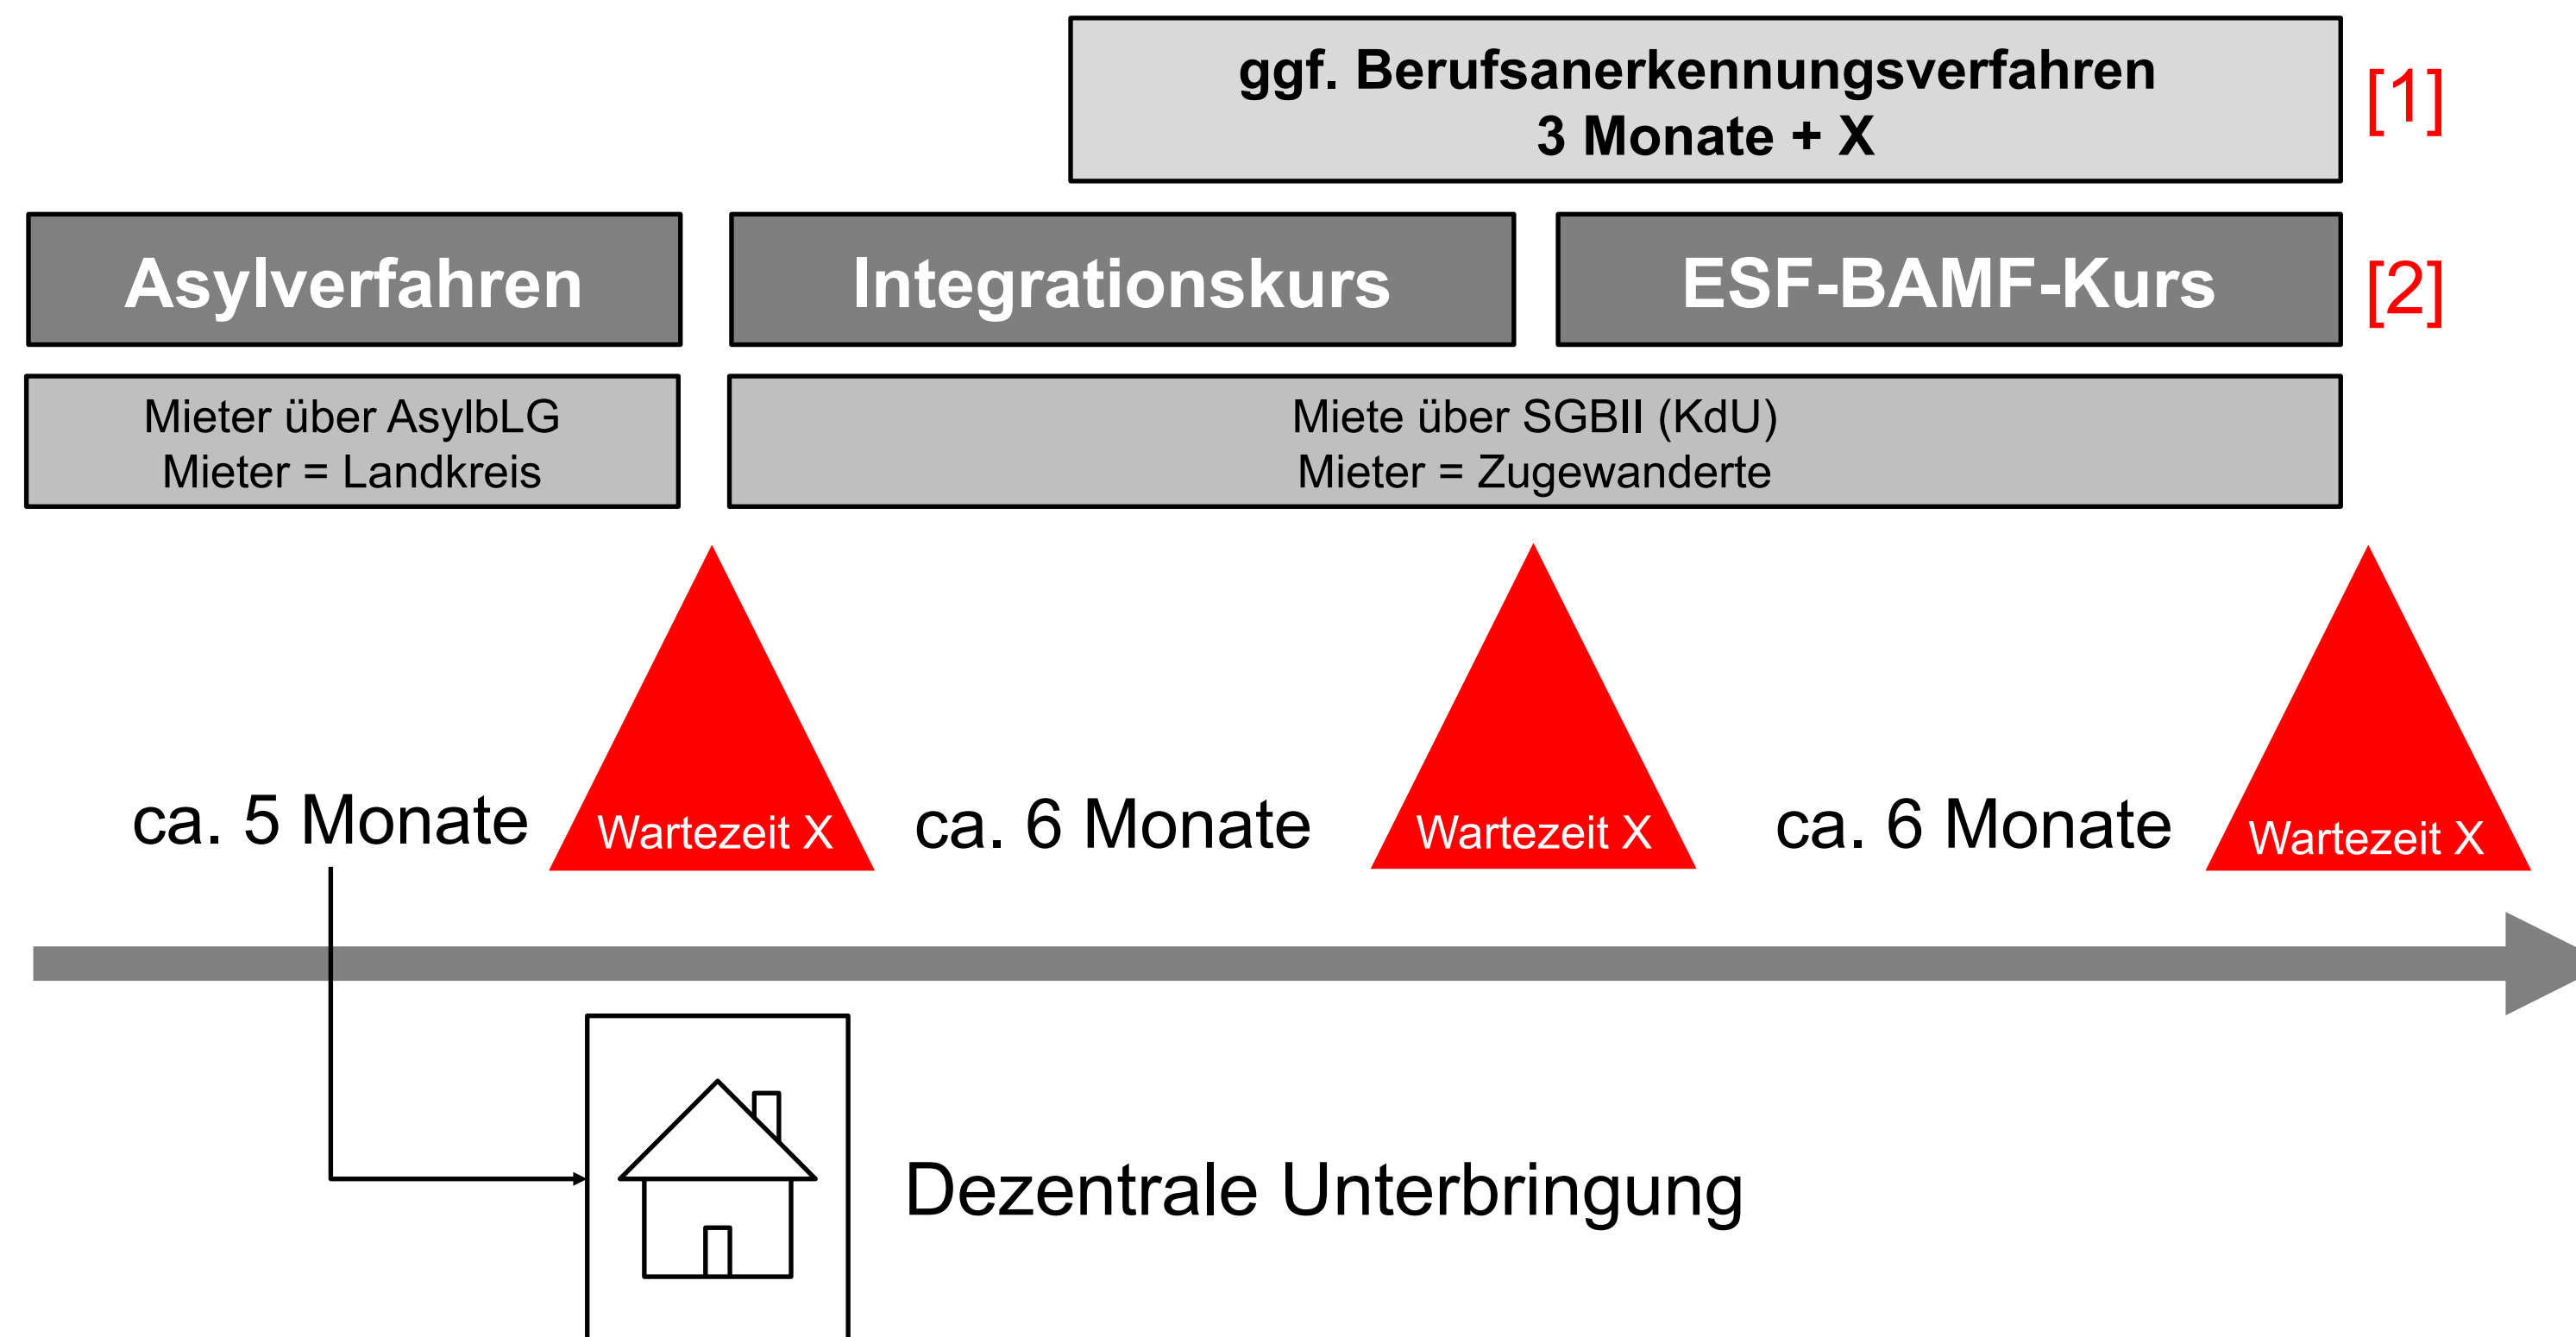 ggf. Berufsanerkennungsverfahren
3 Monate + X
[1]
Asylverfahren
Integrationskurs
ESF-BAMF-Kurs
[2]
Mieter über AsylbLG
Mieter = Landkreis
Miete über SGBII (KdU)
Mieter = Zugewanderte
ca. 5 Monate
Wartezeit X
ca. 6 Monate
Wartezeit X
ca. 6 Monate
Wartezeit X
Dezentrale Unterbringung